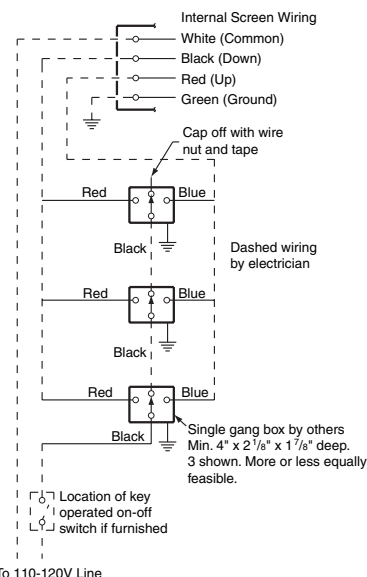 Internal Screen Wiring
White (Common)
Black (Down)
Red (Up)
Green (Ground)
Cap off with wire
nut and tape
Red
Blue
Black
Dashed wiring
by electrician
Red
Blue
Black
Red
Blue
Black
Single gang box by others
Min. 4" x 2 1/8" x 1 7/8" deep.
3 shown. More or less equally
feasible.
Location of key
operated on-off
switch if furnished
To 110-120V Line